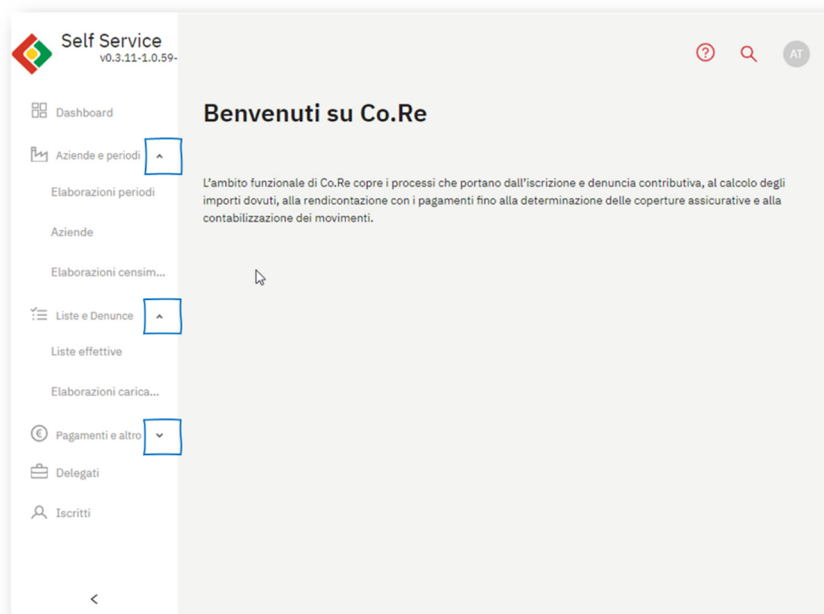 Self Service
v0.3.11-1.0.59-
AT
Dashboard
Aziende e periodi
Elaborazioni periodi
Aziende
Elaborazioni censim...
Liste e Denunce
Liste effettive
Elaborazioni carica...
Pagamenti e altro
Delegati
Iscritti
Benvenuti su Co.Re
L'ambito funzionale di Co.Re copre i processi che portano dall'iscrizione e denuncia contributiva, al calcolo degli
importi dovuti, alla rendicontazione con i pagamenti fino alla determinazione delle coperture assicurative e alla
contabilizzazione dei movimenti.